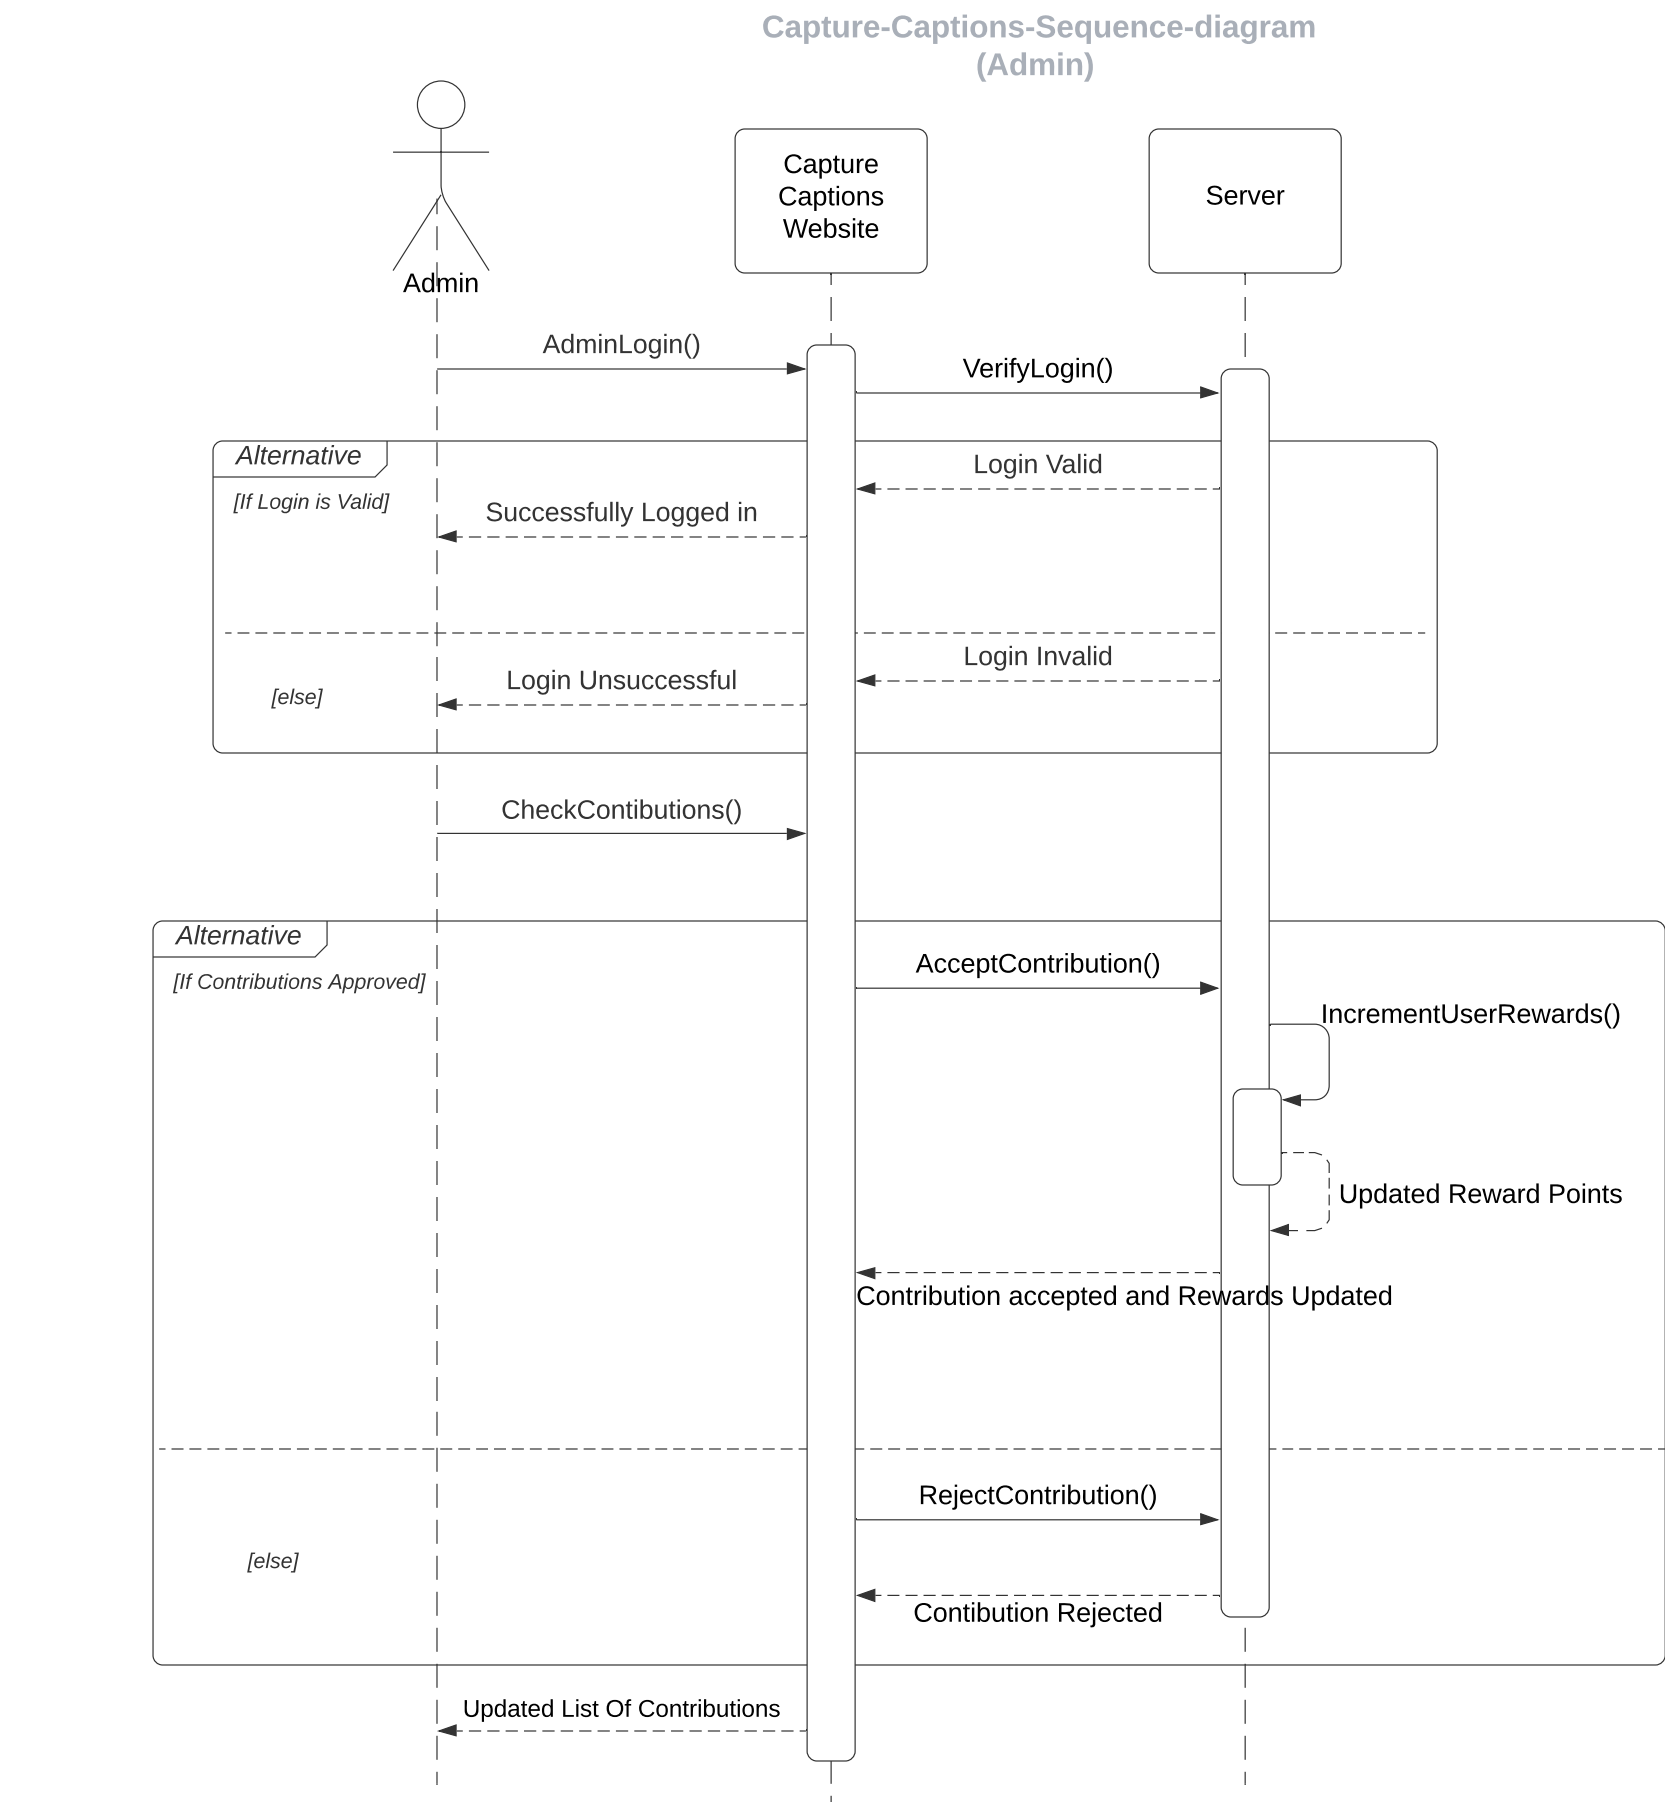 Capture-Captions-Sequence-diagram
(Admin)
Capture
Captions
Website
Server
Admin
AdminLogin()
VerifyLogin()
Alternative
Login Valid
[If Login is Valid]
Successfully Logged in
Login Invalid
Login Unsuccessful
[else]
CheckContibutions()
Alternative
AcceptContribution()
[If Contributions Approved]
IncrementUserRewards()
Updated Reward Points
Contribution accepted and Rewards Updated
RejectContribution()
[else]
Contibution Rejected
Updated List Of Contributions